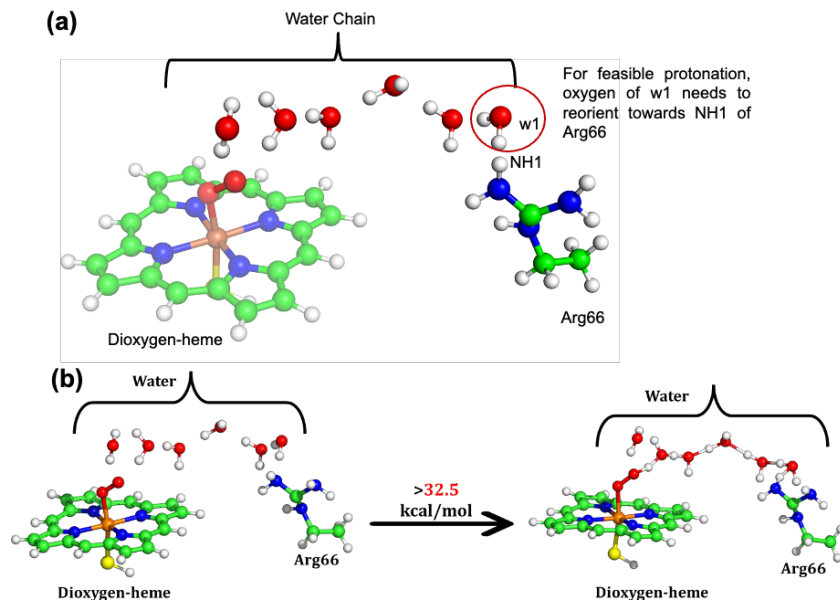 (a)
Water Chain
For feasible protonation,
oxygen of w1 needs to
reorient towards NH1 of
Arg66
w1
NH1
Dioxygen-heme
Arg66
(b)
Water
Water
>32.5
kcal/mol
Arg66
Arg66
Dioxygen-heme
Dioxygen-heme